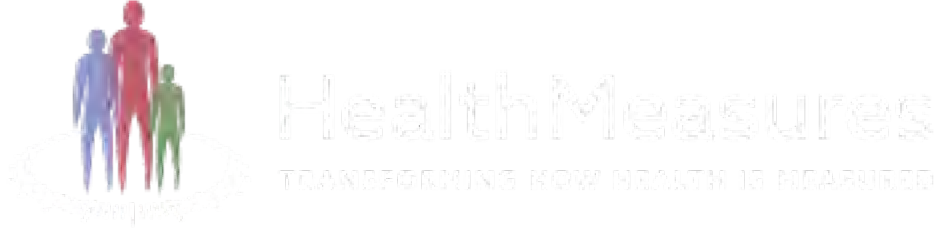 HealthMeasures
TRANSFORMING HOW HEALTH IS MEASURED